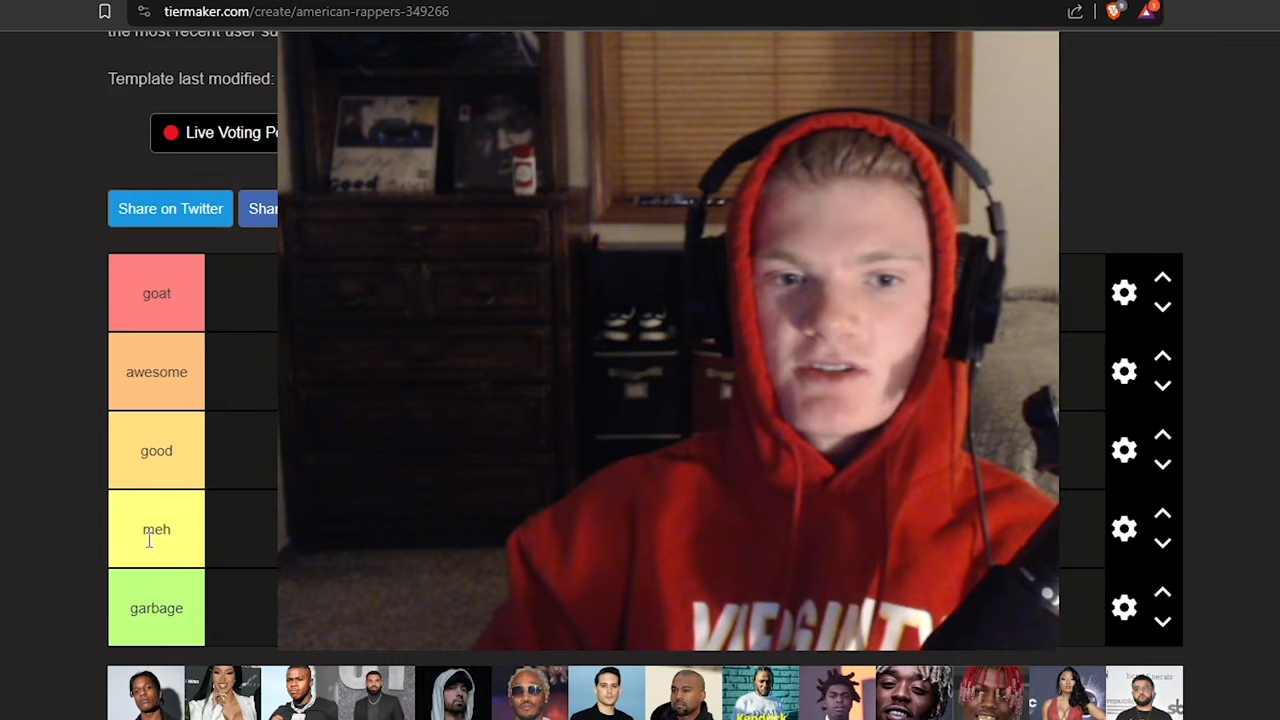 tiermaker.com/create/american-rappers-349266
Template last modified:
Live Voting
Share on Twitter
goat
awesome
good
meh
garbage